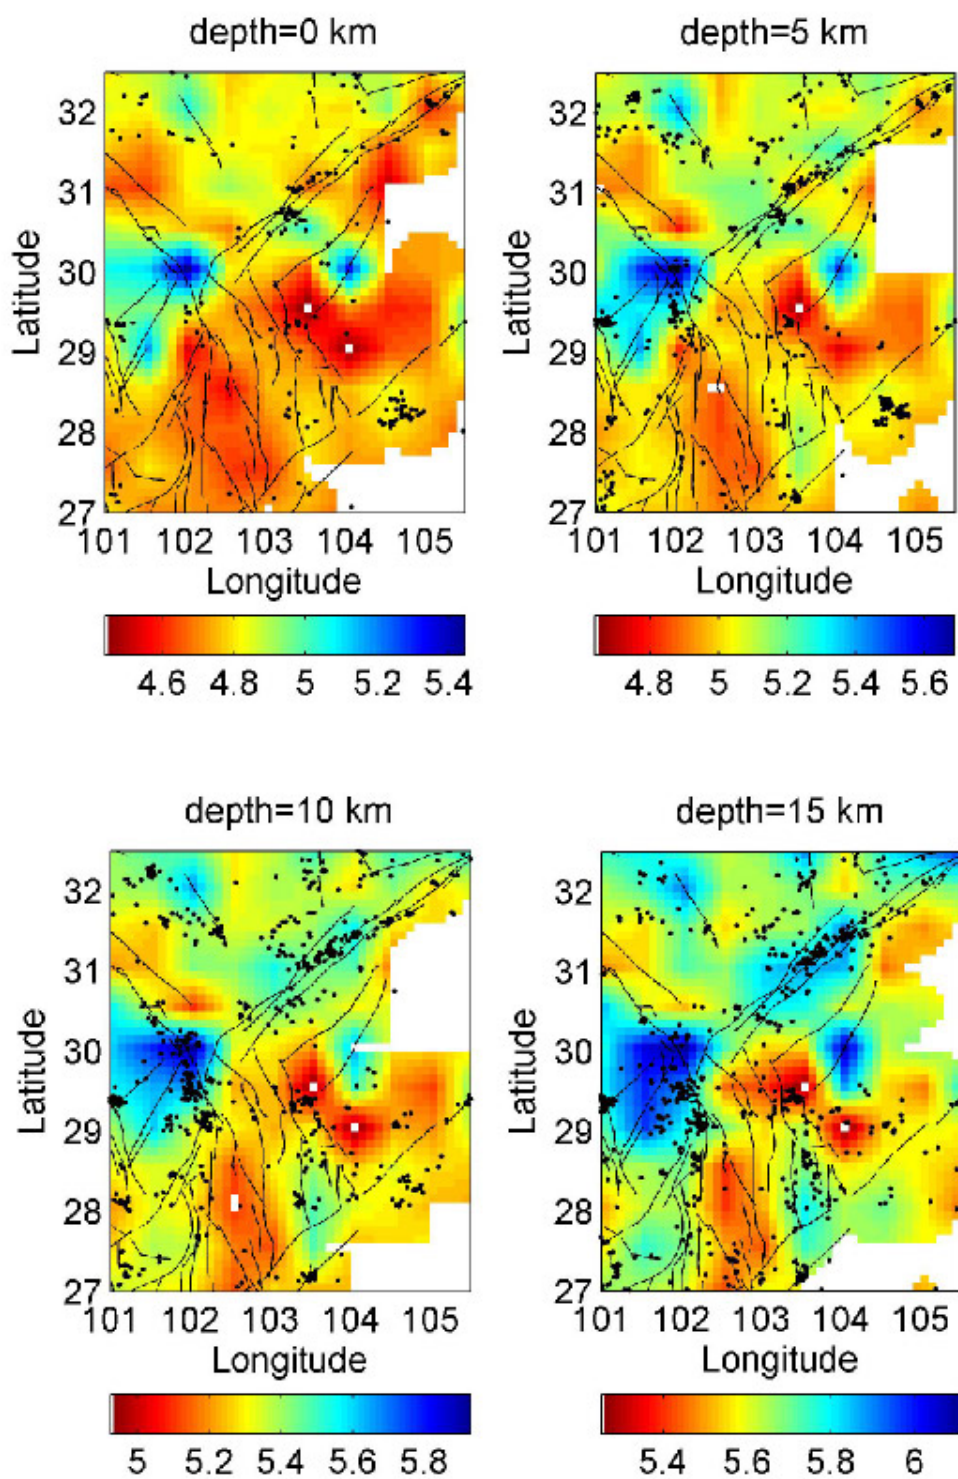 depth=0 km
depth=5 km
Latitude
32
31
30
29
28
27
101 102 103 104 105
Longitude
4.6 4.8 5 5.2 5.4
Latitude
32
31
30
29
28
27
101 102 103 104 105
Longitude
4.8 5 5.2 5.4 5.6
depth=10 km
depth=15 km
Latitude
32
31
30
29
28
27
101 102 103 104 105
Longitude
5 5.2 5.4 5.6 5.8
Latitude
32
31
30
29
28
27
101 102 103 104 105
Longitude
5.4 5.6 5.8 6